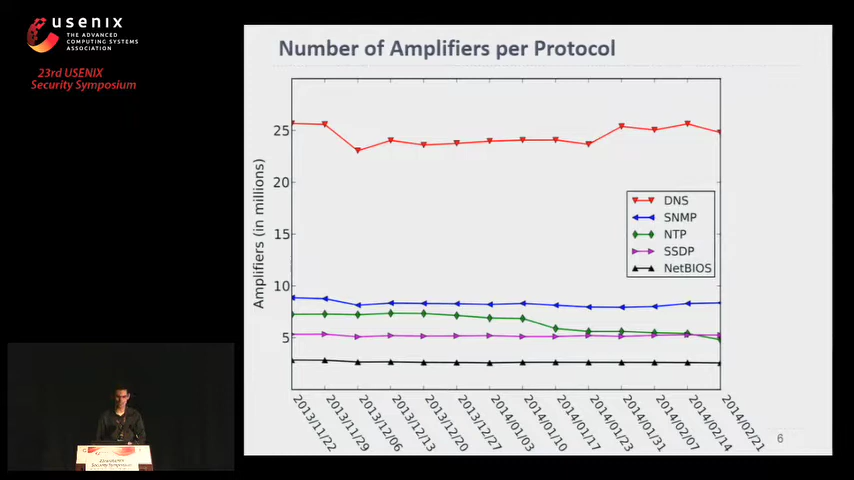 usenix
THE ADVANCED
COMPUTING SYSTEMS
ASSOCIATION
23rd USENIX
Security Symposium
Number of Amplifiers per Protocol
Amplifiers (in millions)
25
20
15
10
5
DNS
SNMP
NTP
SSDP
NetBIOS
2013/11/22
2013/11/29
2013/12/06
2013/12/13
2013/12/20
2013/12/27
2014/01/03
2014/01/10
2014/01/17
2014/01/23
2014/01/31
2014/02/07
2014/02/14
2014/02/21
6
Security Symposium